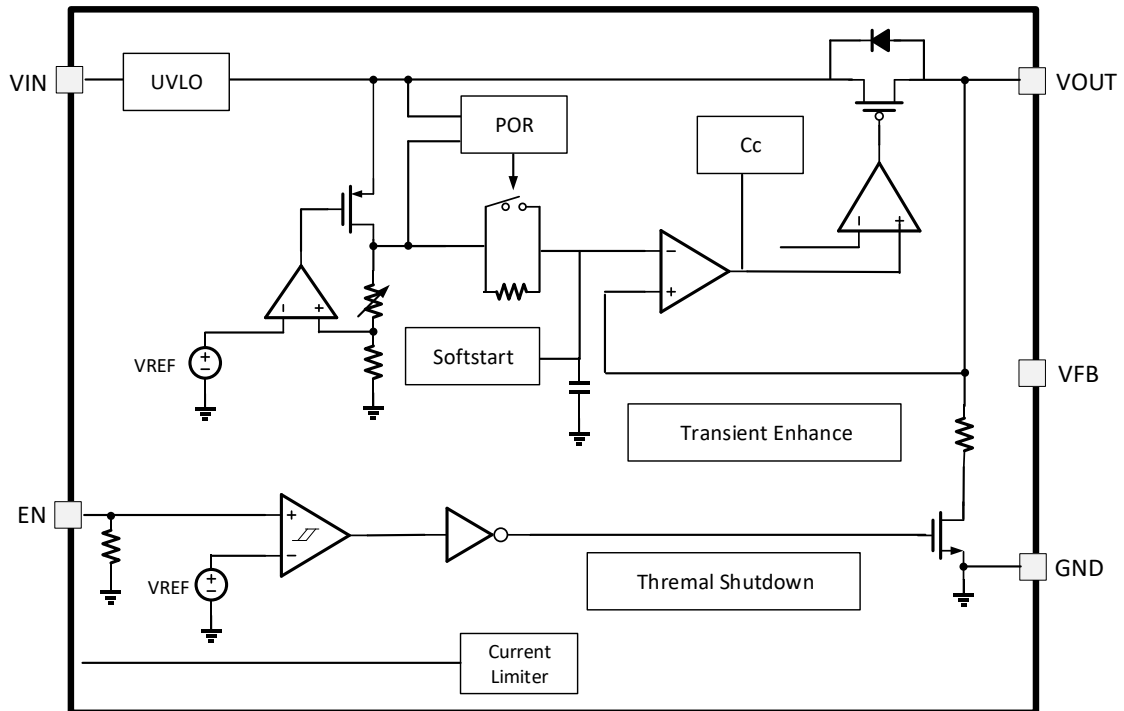 VIN
UVLO
VOUT
POR
Cc
VREF
Softstart
VFB
Transient Enhance
EN
VREF
Thremal Shutdown
GND
Current
Limiter